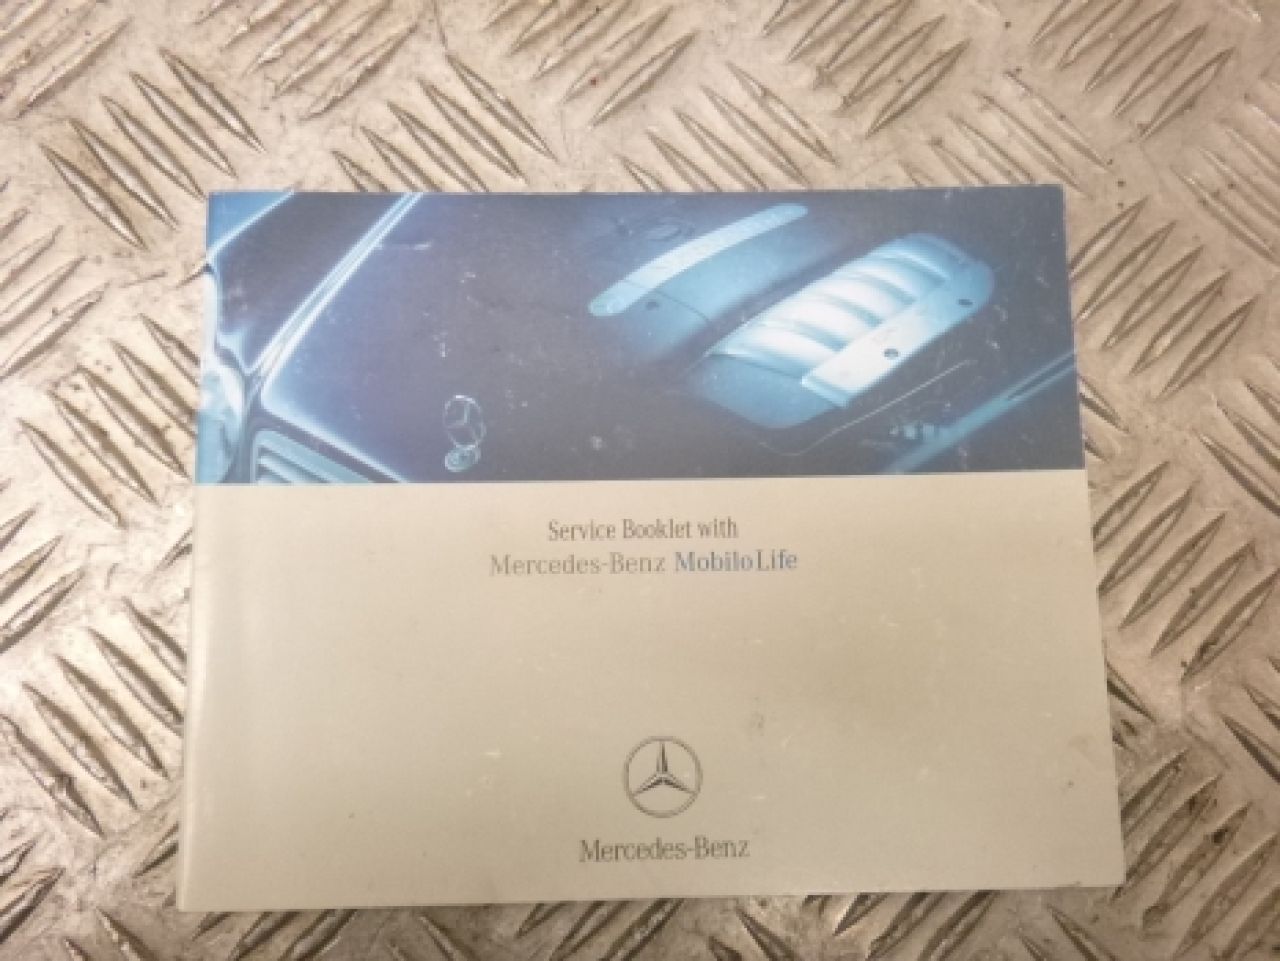 Service Booklet with
Mercedes-Benz MobiloLife
Mercedes-Benz